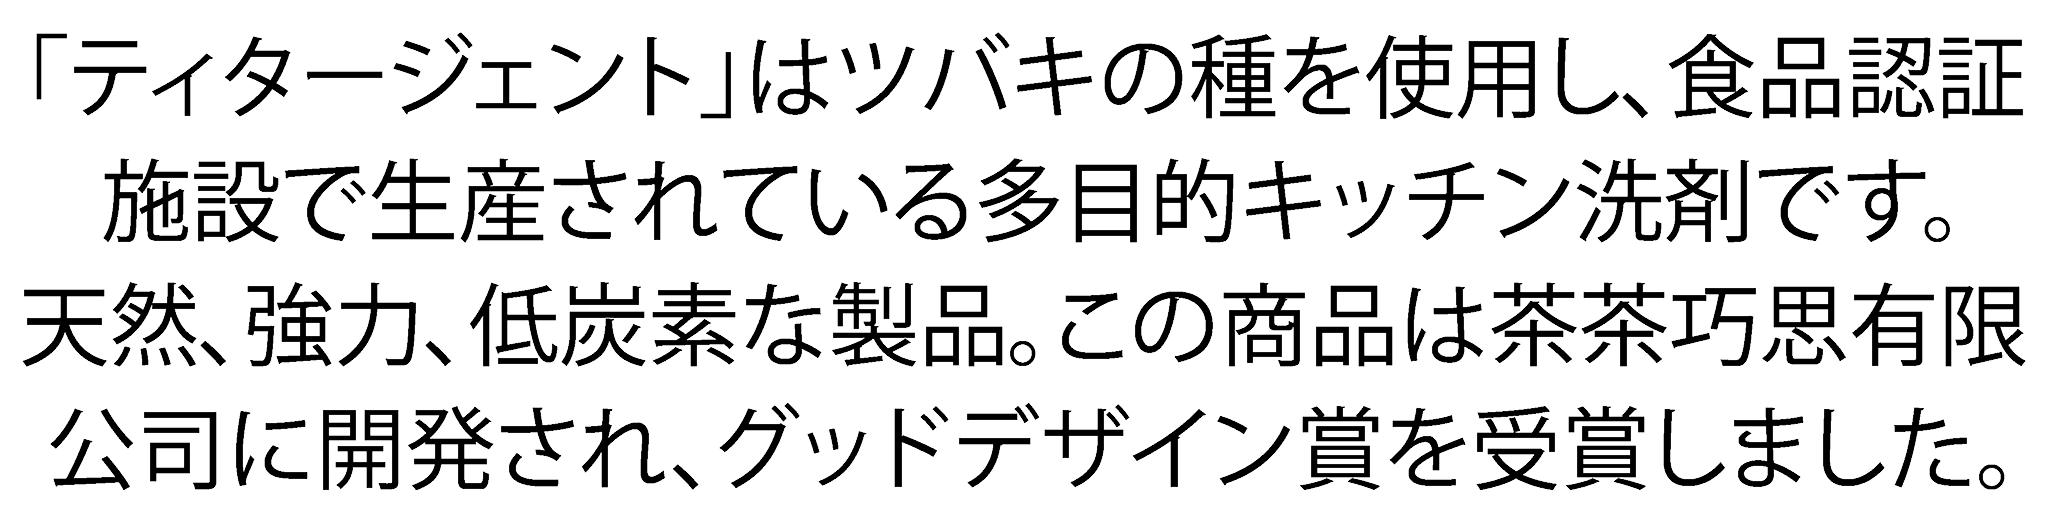 「ティタージェント」はツバキの種を使用し、食品認証
施設で生産されている多目的キッチン洗剤です。
天然、強力、低炭素な製品。この商品は茶茶巧思有限
公司に開発され、グッドデザイン賞を受賞しました。